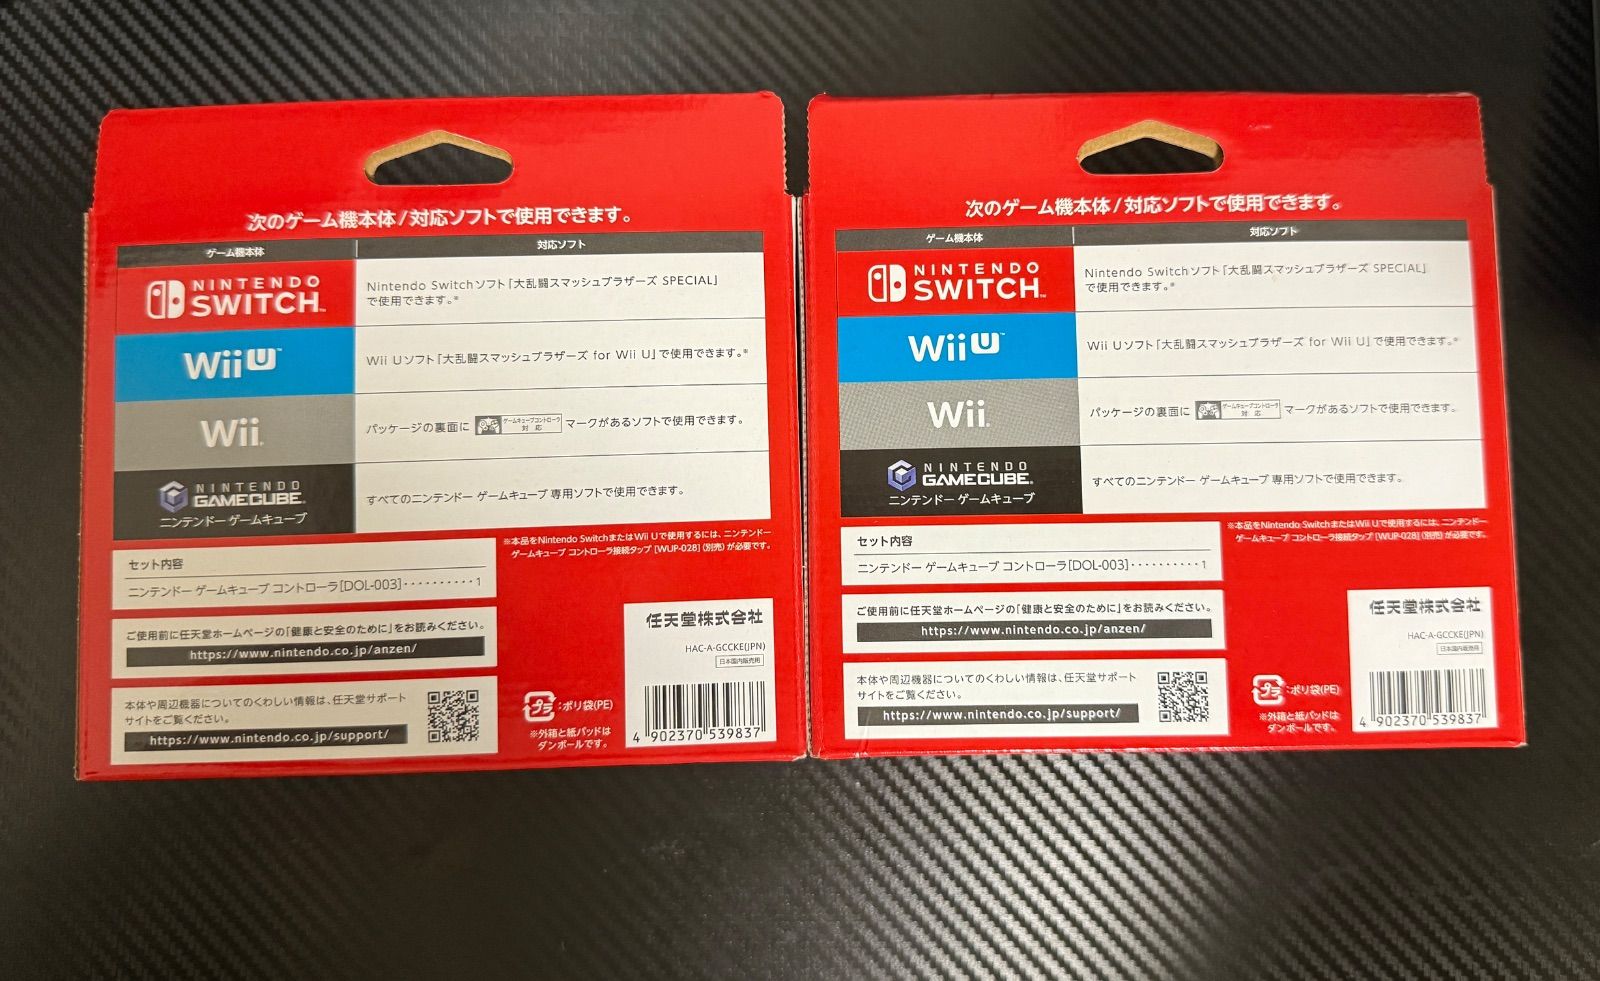 次のゲーム機本体/対応ソフトで使用できます。
ゲーム機本体
対応ソフト
NINTENDO
SWITCH™
Nintendo Switchソフト「大乱闘スマッシュブラザーズ SPECIAL」
で使用できます。*
Wii U™
Wii Uソフト「大乱闘スマッシュブラザーズ for Wii U」で使用できます。*
Wii.
パッケージの裏面に ゲームキューブコントローラ 対応 マークがあるソフトで使用できます。
NINTENDO
GAMECUBE.
ニンテンドー ゲームキューブ
すべてのニンテンドー ゲームキューブ 専用ソフトで使用できます。
※本品をNintendo SwitchまたはWii Uで使用するには、ニンテンドー
ゲームキューブ コントローラ接続タップ [WUP-028] (別売) が必要です。
セット内容
ニンテンドー ゲームキューブ コントローラ[DOL-003]··········1
ご使用前に任天堂ホームページの「健康と安全のために」をお読みください。
https://www.nintendo.co.jp/anzen/
本体や周辺機器についてのくわしい情報は、任天堂サポート
サイトをご覧ください。
https://www.nintendo.co.jp/support/
プラ:ポリ袋(PE)
※外箱と紙パッドは
ダンボールです。
任天堂株式会社
HAC-A-GCCKE(JPN)
日本国内販売用
4 902370 539837
次のゲーム機本体/対応ソフトで使用できます。
ゲーム機本体
対応ソフト
NINTENDO
SWITCH™
Nintendo Switchソフト「大乱闘スマッシュブラザーズ SPECIAL」
で使用できます。*
Wii U™
Wii Uソフト「大乱闘スマッシュブラザーズ for Wii U」で使用できます。*
Wii.
パッケージの裏面に ゲームキューブコントローラ 対応 マークがあるソフトで使用できます。
NINTENDO
GAMECUBE.
ニンテンドー ゲームキューブ
すべてのニンテンドー ゲームキューブ 専用ソフトで使用できます。
※本品をNintendo SwitchまたはWii Uで使用するには、ニンテンドー
ゲームキューブ コントローラ接続タップ [WUP-028] (別売) が必要です。
セット内容
ニンテンドー ゲームキューブ コントローラ[DOL-003]··········1
ご使用前に任天堂ホームページの「健康と安全のために」をお読みください。
https://www.nintendo.co.jp/anzen/
本体や周辺機器についてのくわしい情報は、任天堂サポート
サイトをご覧ください。
https://www.nintendo.co.jp/support/
プラ:ポリ袋(PE)
※外箱と紙パッドは
ダンボールです。
任天堂株式会社
HAC-A-GCCKE(JPN)
日本国内販売用
4 902370 539837